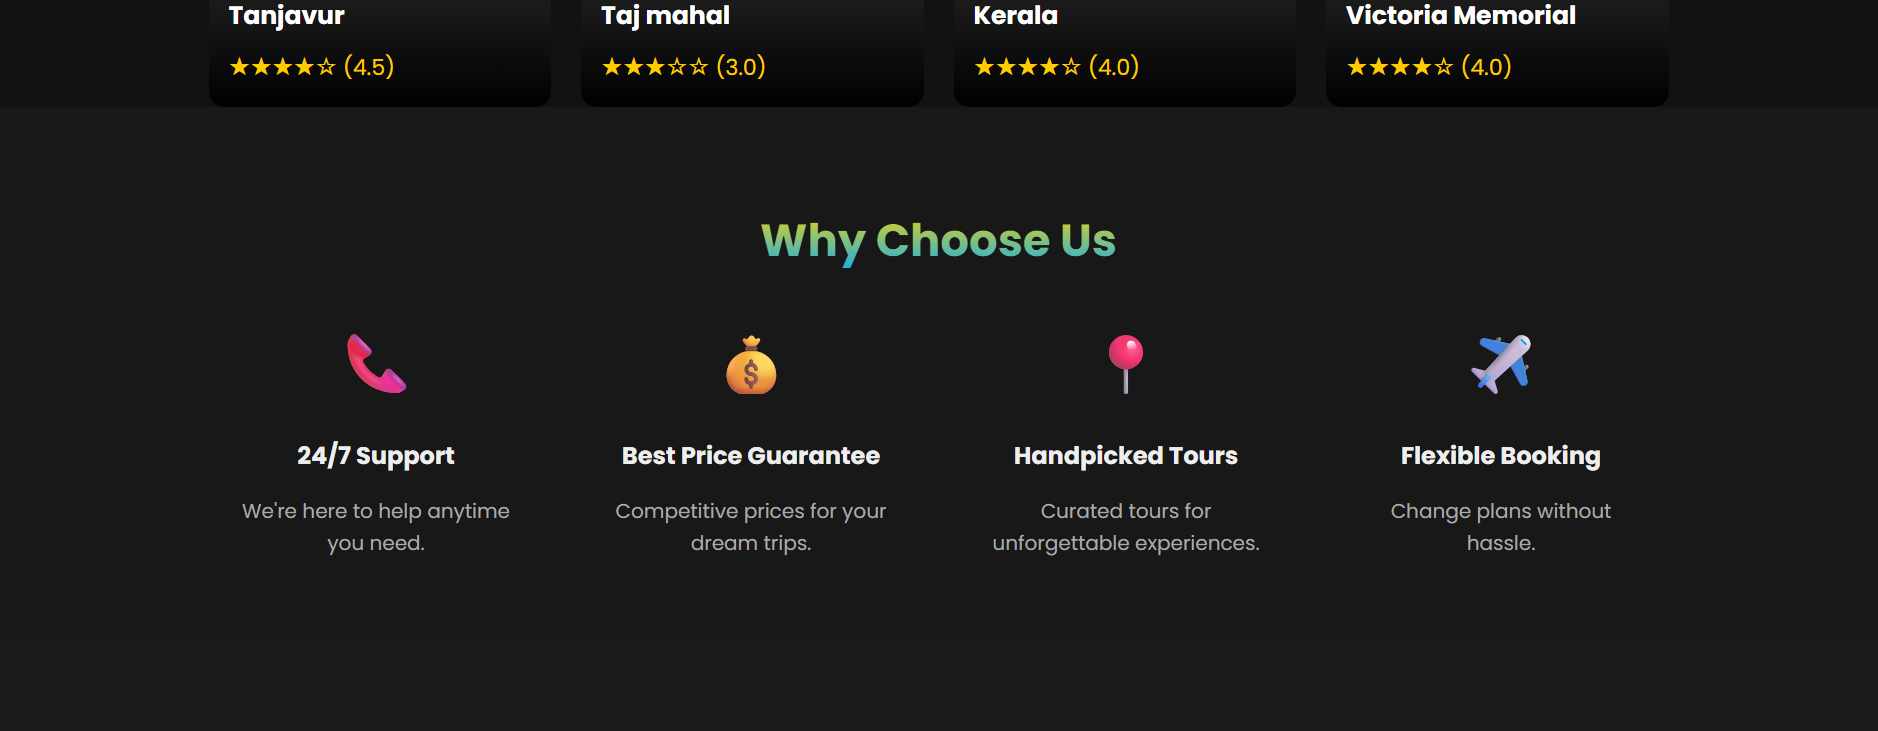 Tanjavur
★★★★☆ (4.5)
Taj mahal
★★★☆☆ (3.0)
Kerala
★★★★☆ (4.0)
Victoria Memorial
★★★★☆ (4.0)
Why Choose Us
24/7 Support
We're here to help anytime
you need.
Best Price Guarantee
Competitive prices for your
dream trips.
Handpicked Tours
Curated tours for
unforgettable experiences.
Flexible Booking
Change plans without
hassle.